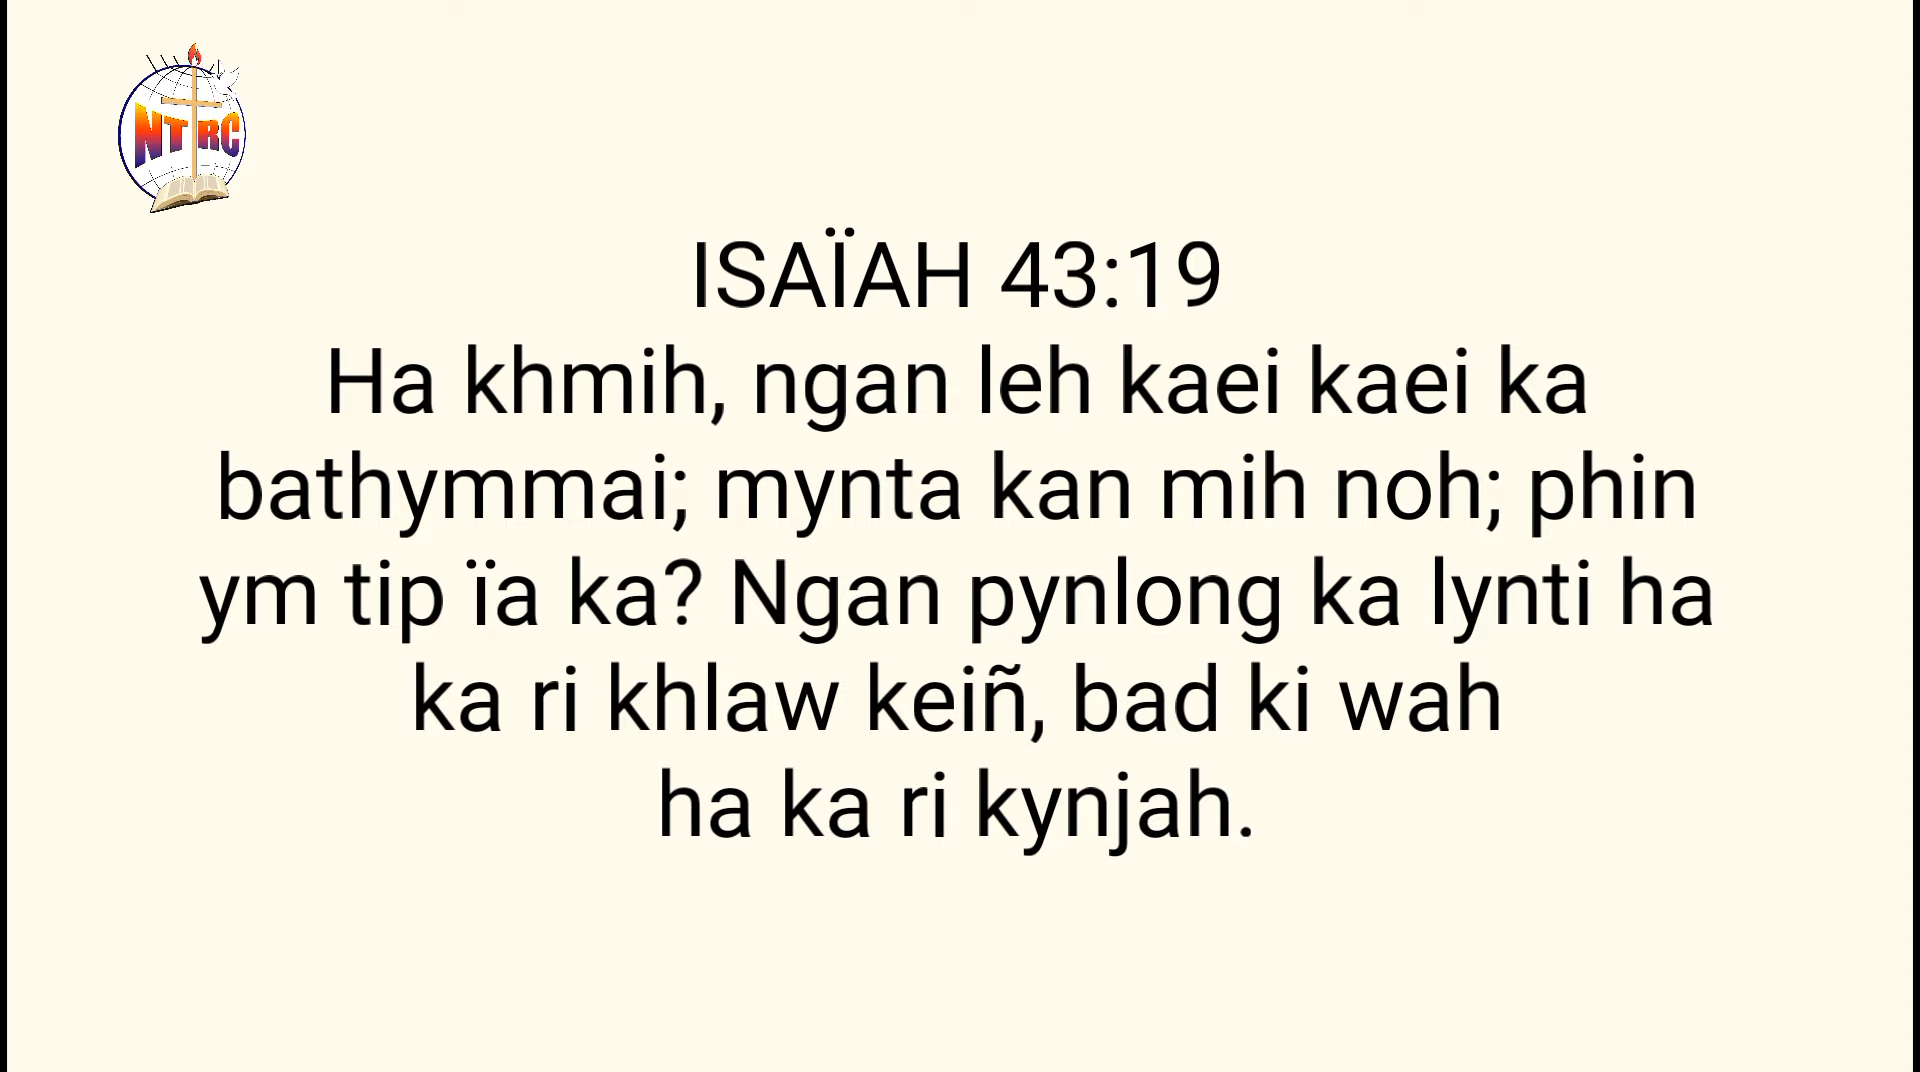 NTRC
ISAÏAH 43:19
Ha khmih, ngan leh kaei kaei ka
bathymmai; mynta kan mih noh; phin
ym tip ïa ka? Ngan pynlong ka lynti ha
ka ri khlaw keiñ, bad ki wah
ha ka ri kynjah.